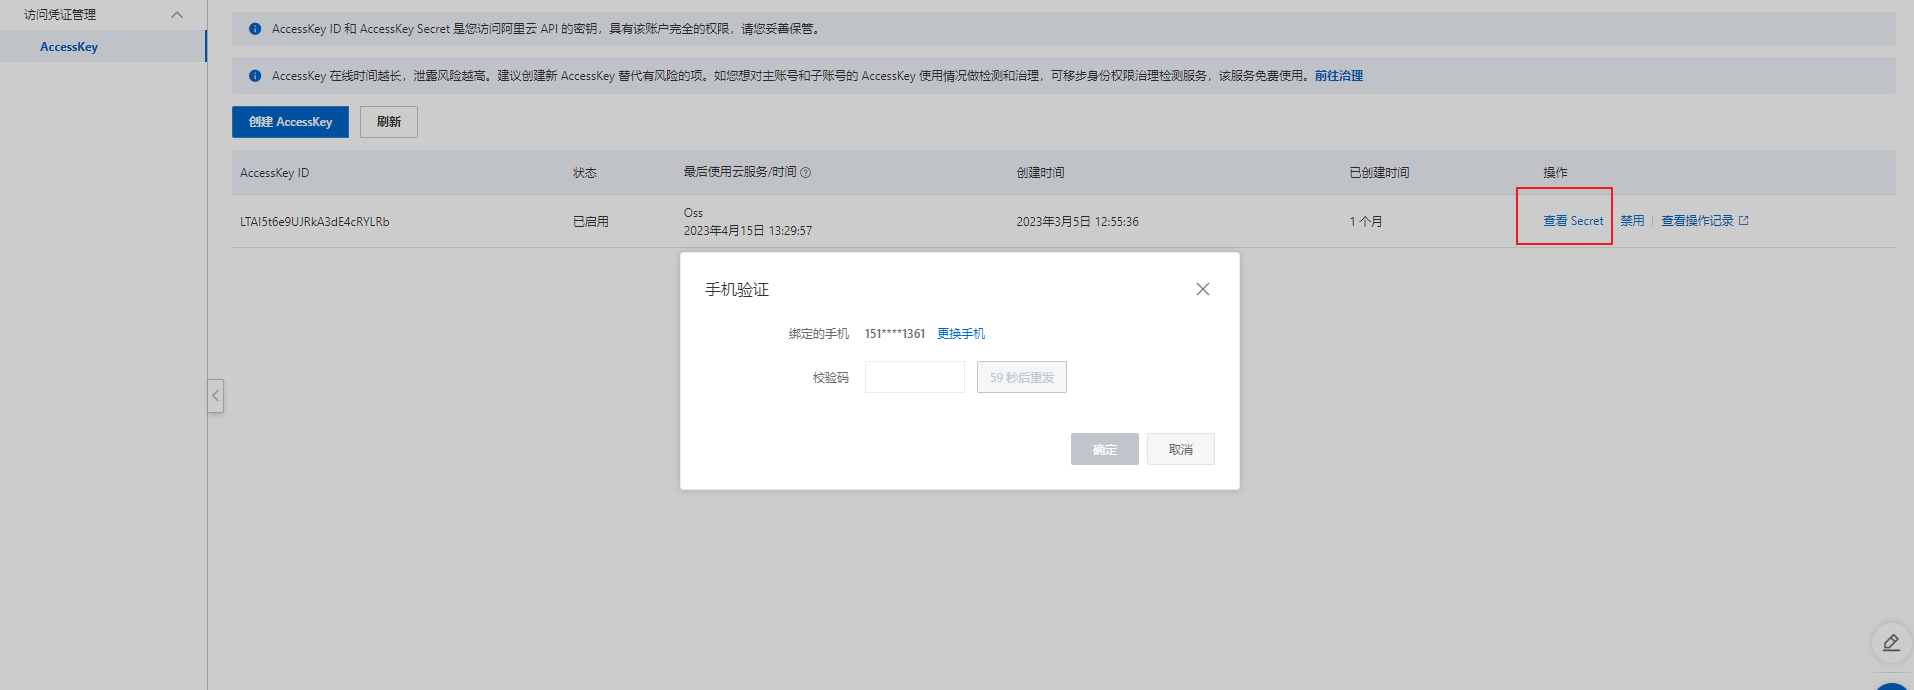 访问凭证管理
AccessKey
AccessKey ID 和 AccessKey Secret 是您访问阿里云 API 的密钥，具有该账户完全的权限，请您妥善保管。
AccessKey 在线时间越长，泄露风险越高。建议创建新 AccessKey 替代有风险的项。如您想对主账号和子账号的 AccessKey 使用情况做检测和治理，可移步身份权限治理检测服务，该服务免费使用。前往治理
创建 AccessKey 刷新
AccessKey ID 状态 最后使用云服务/时间 创建时间 已创建时间 操作
LTAI5t6e9UJRkA3dE4cRYLRb 已启用 Oss 2023年3月5日 12:55:36 1 个月 查看 Secret 禁用 查看操作记录
2023年4月15日 13:29:57
手机验证
绑定的手机 151****1361 更换手机
校验码 59 秒后重发
确定 取消